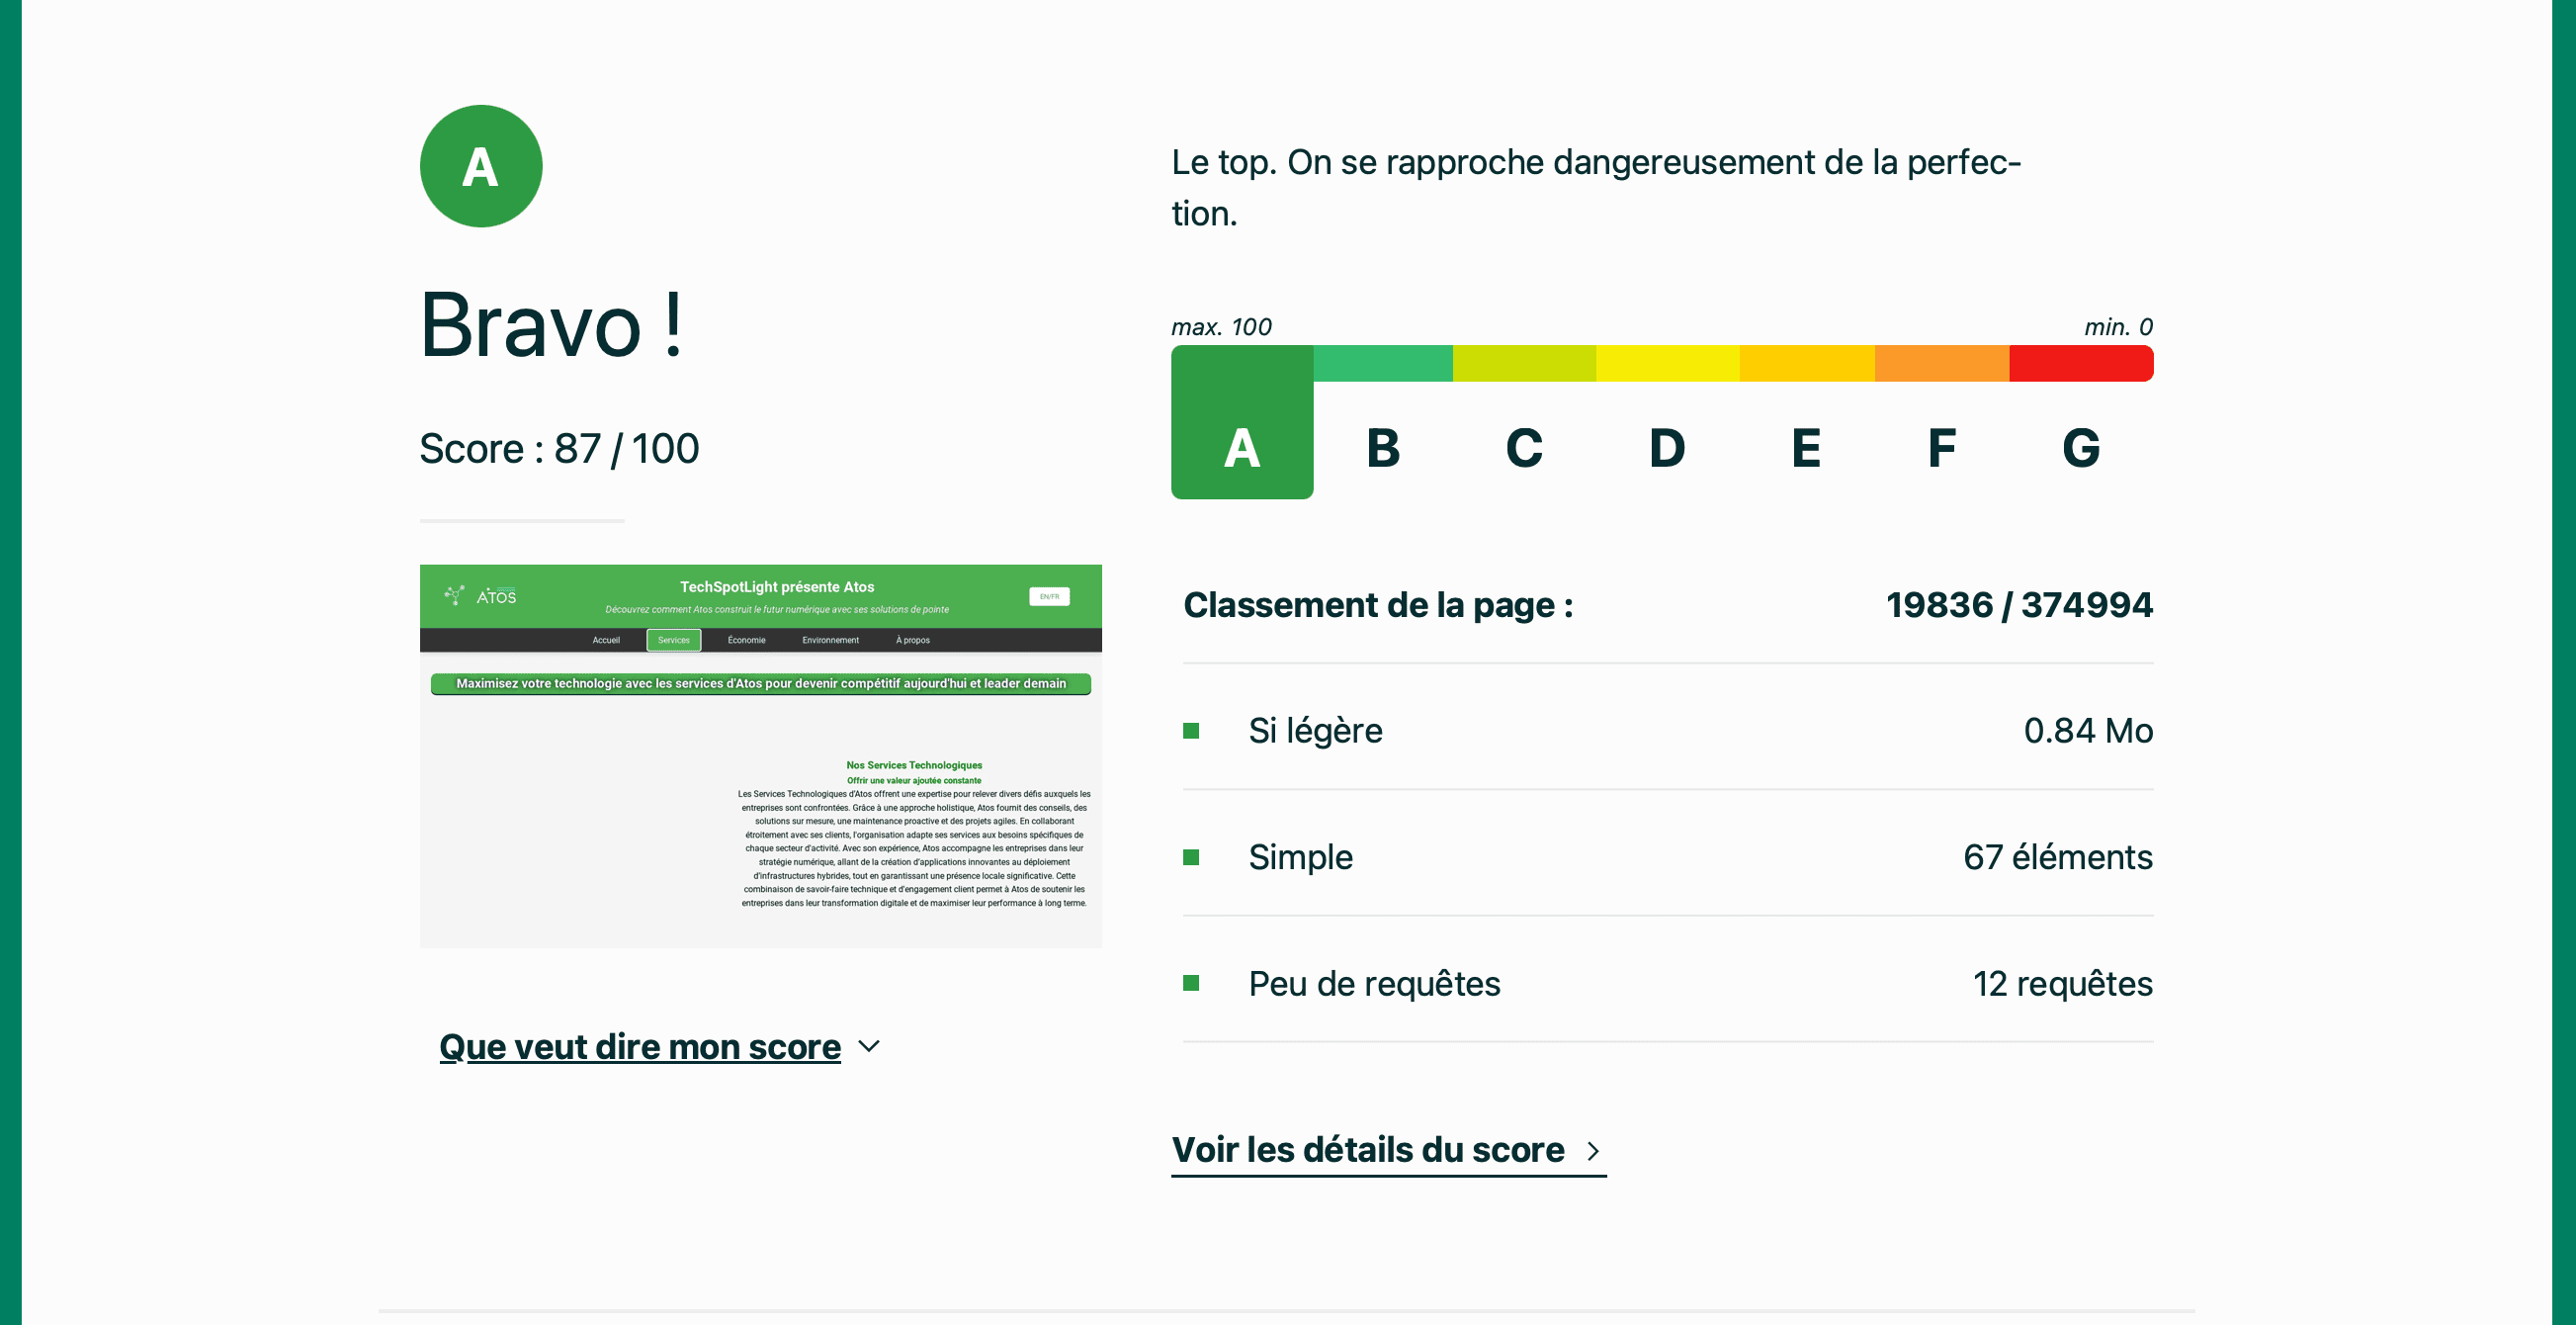 A
Bravo !
Score : 87 / 100
ATOS
TechSpotLight présente Atos
Découvrez comment Atos construit le futur numérique avec ses solutions de pointe
EN/FR
Accueil
Services
Économie
Environnement
À propos
Maximisez votre technologie avec les services d'Atos pour devenir compétitif aujourd'hui et leader demain
Nos Services Technologiques
Offrir une valeur ajoutée constante
Les Services Technologiques d'Atos offrent une expertise pour relever divers défis auxquels les
entreprises sont confrontées. Grâce à une approche holistique, Atos fournit des conseils, des
solutions sur mesure, une maintenance proactive et des projets agiles. En collaborant
étroitement avec ses clients, l'organisation adapte ses services aux besoins spécifiques de
chaque secteur d'activité. Avec son expérience, Atos accompagne les entreprises dans leur
stratégie numérique, allant de la création d'applications innovantes au déploiement
d'infrastructures hybrides, tout en garantissant une présence locale significative. Cette
combinaison de savoir-faire technique et d'engagement client permet à Atos de soutenir les
entreprises dans leur transformation digitale et de maximiser leur performance à long terme.
Que veut dire mon score
Le top. On se rapproche dangereusement de la perfec-
tion.
max. 100
min. 0
A B C D E F G
Classement de la page : 19836 / 374994
Si légère 0.84 Mo
Simple 67 éléments
Peu de requêtes 12 requêtes
Voir les détails du score